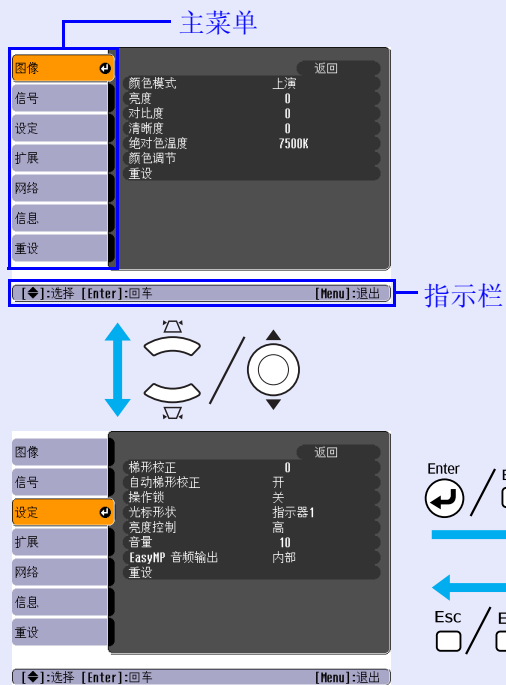 主菜单
图像
信号
设定
扩展
网络
信息
重设
返回
颜色模式 上演
亮度 0
对比度 0
清晰度 0
绝对色温度 7500K
颜色调节
重设
[◆]:选择 [Enter]:回车 [Menu]:退出
指示栏
图像
信号
设定
扩展
网络
信息
重设
返回
梯形校正 0
自动梯形校正 开
操作锁 关
光标形状 指示器1
亮度控制 高
音量 10
EasyMP 音频输出 内部
重设
[◆]:选择 [Enter]:回车 [Menu]:退出
Enter
Esc